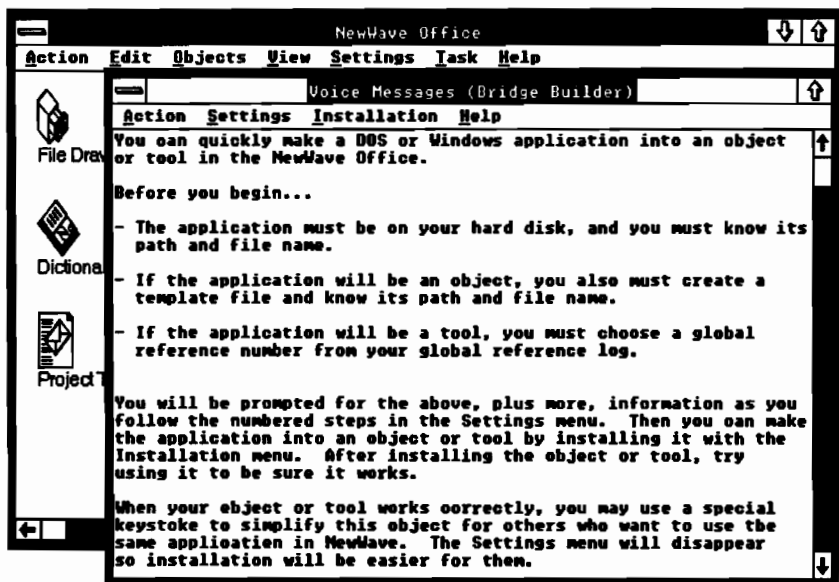 NewWave Office
Action Edit Objects View Settings Task Help
Voice Messages (Bridge Builder)
Action Settings Installation Help
File Draw
Dictiona
Project T
You can quickly make a DOS or Windows application into an object
or tool in the NewWave Office.
Before you begin...
- The application must be on your hard disk, and you must know its
path and file name.
- If the application will be an object, you also must create a
template file and know its path and file name.
- If the application will be a tool, you must choose a global
reference number from your global reference log.
You will be prompted for the above, plus more, information as you
follow the numbered steps in the Settings menu. Then you can make
the application into an object or tool by installing it with the
Installation menu. After installing the object or tool, try
using it to be sure it works.
When your object or tool works correctly, you may use a special
keystoke to simplify this object for others who want to use the
same application in NewWave. The Settings menu will disappear
so installation will be easier for them.